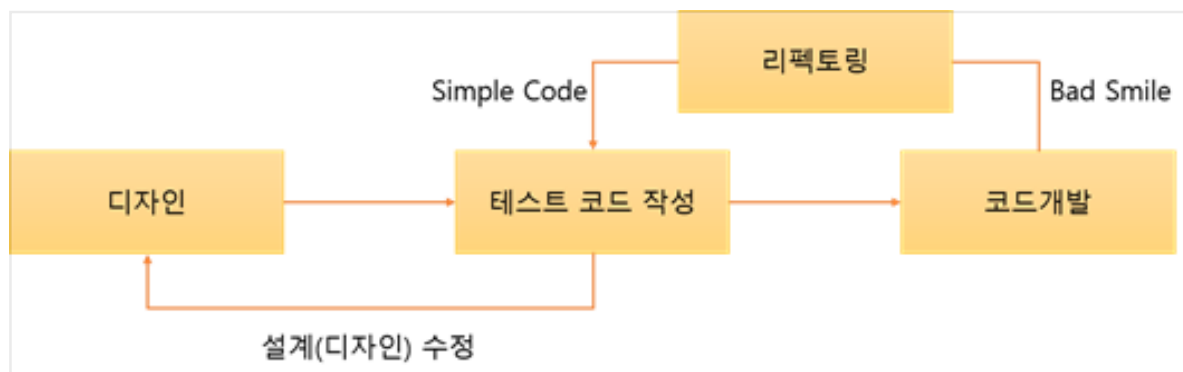 리펙토링
Simple Code
Bad Smile
디자인
테스트 코드 작성
코드개발
설계(디자인) 수정